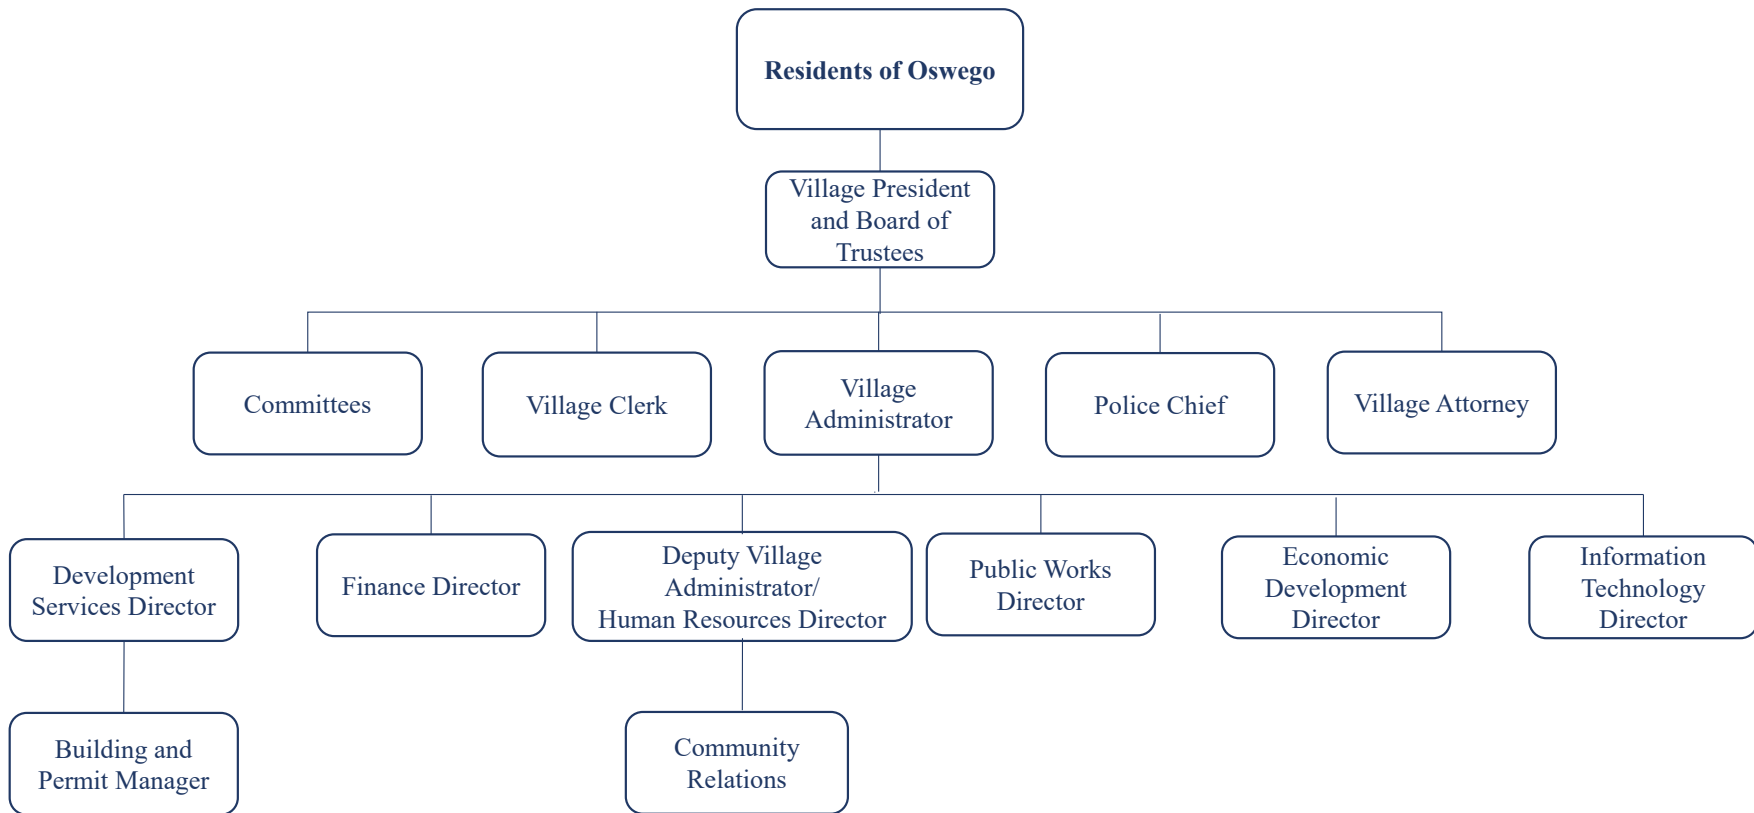 Residents of Oswego
Village President
and Board of
Trustees
Committees
Village Clerk
Village
Administrator
Police Chief
Village Attorney
Development
Services Director
Finance Director
Deputy Village
Administrator/
Human Resources Director
Public Works
Director
Economic
Development
Director
Information
Technology
Director
Building and
Permit Manager
Community
Relations